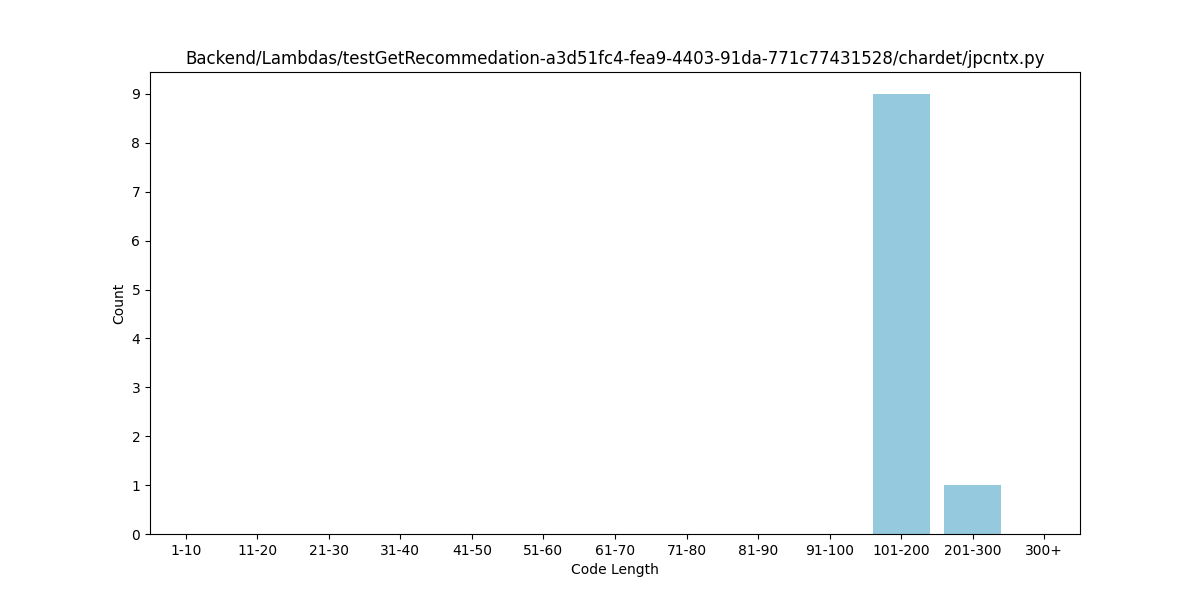 Backend/Lambdas/testGetRecommedation-a3d51fc4-fea9-4403-91da-771c77431528/chardet/jpcntx.py
9
8
7
6
5
4
3
2
1
0
Count
1-10 11-20 21-30 31-40 41-50 51-60 61-70 71-80 81-90 91-100 101-200 201-300 300+
Code Length